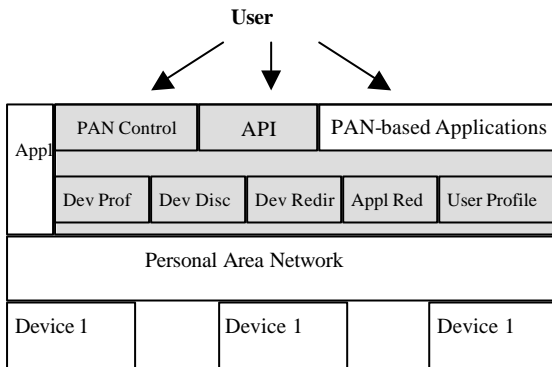 User
PAN Control
API
PAN-based Applications
Appl
Dev Prof
Dev Disc
Dev Redir
Appl Red
User Profile
Personal Area Network
Device 1
Device 1
Device 1